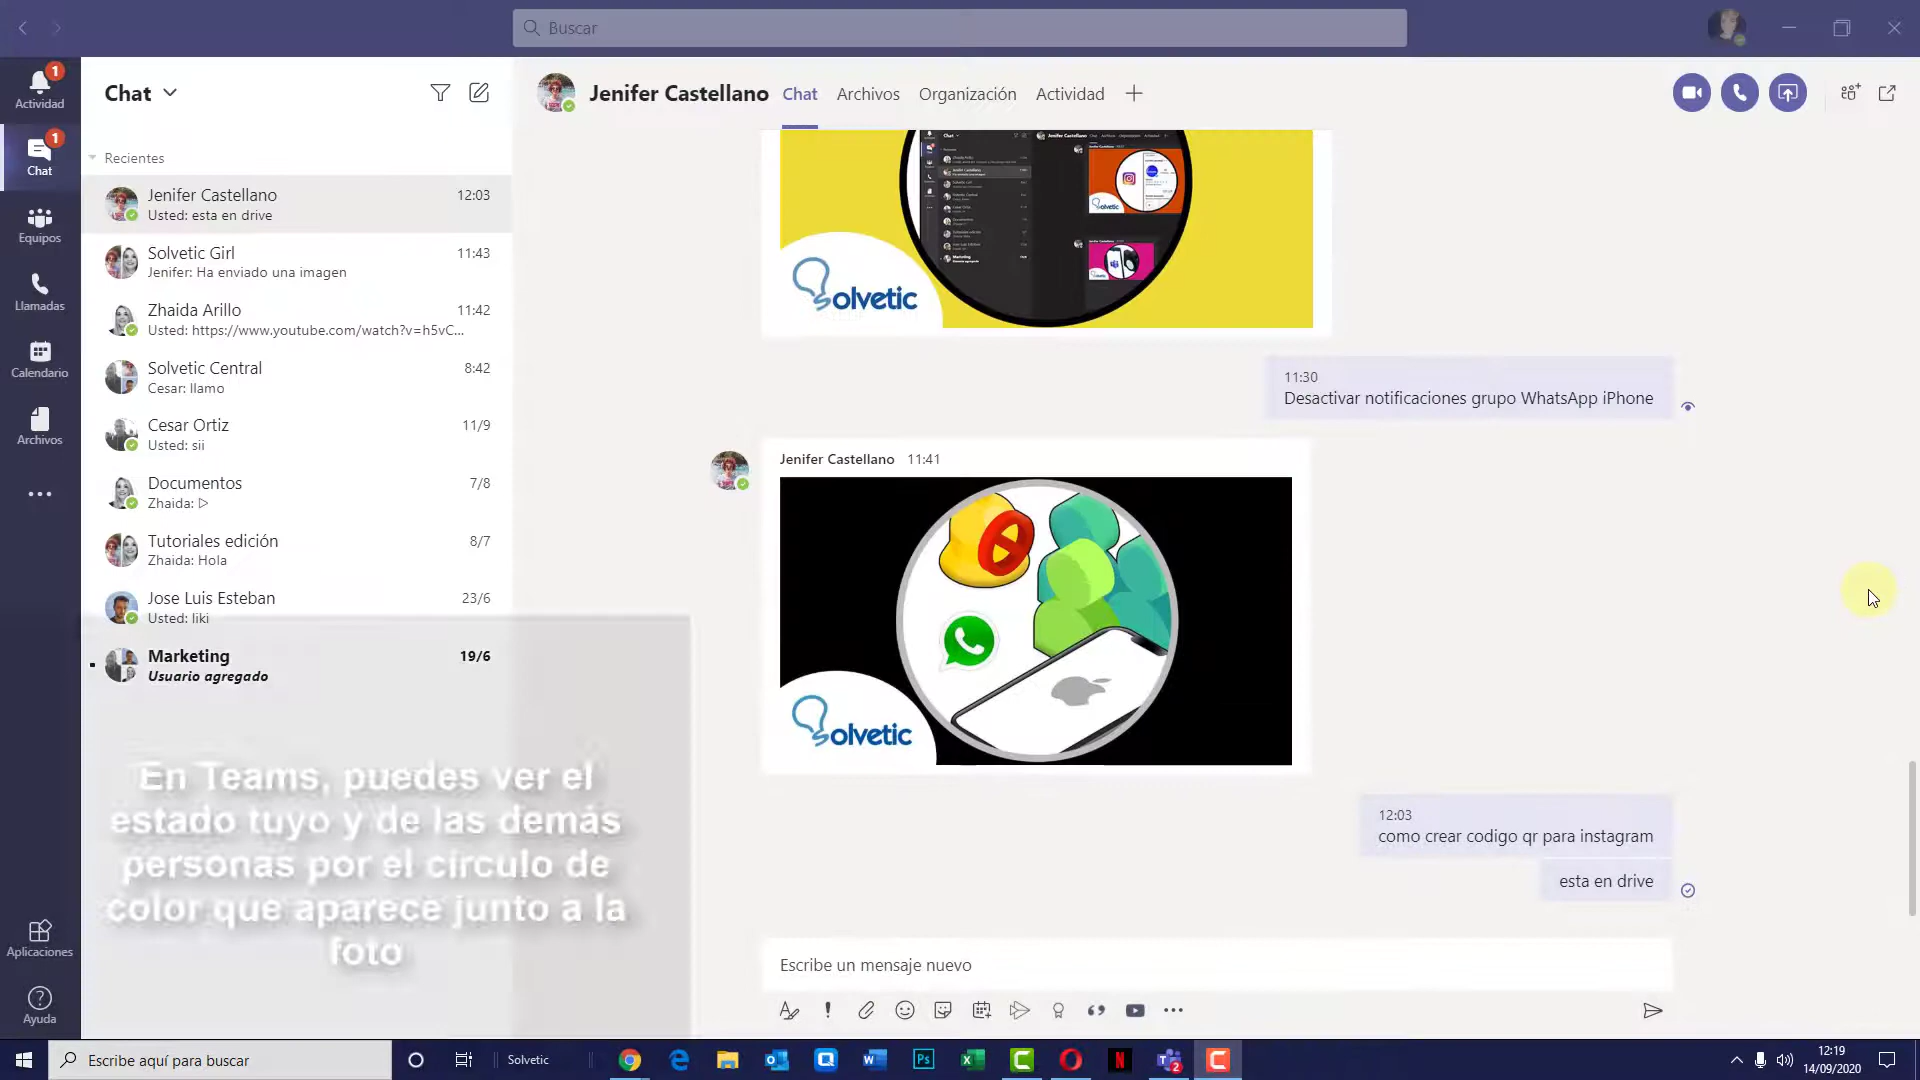 Buscar
1
Actividad
1
Chat
Equipos
Llamadas
Calendario
Archivos
Aplicaciones
Ayuda
Chat
Recientes
Jenifer Castellano 12:03
Usted: esta en drive
Solvetic Girl 11:43
Jenifer: Ha enviado una imagen
Zhaida Arillo 11:42
Usted: https://www.youtube.com/watch?v=h5vC...
Solvetic Central 8:42
Cesar: llamo
Cesar Ortiz 11/9
Usted: sii
Documentos 7/8
Zhaida:
Tutoriales edición 8/7
Zhaida: Hola
Jose Luis Esteban 23/6
Usted: liki
Marketing 19/6
Usuario agregado
En Teams, puedes ver el
estado tuyo y de las demás
personas por el círculo de
color que aparece junto a la
foto
Jenifer Castellano Chat Archivos Organización Actividad
Solvetic
11:30
Desactivar notificaciones grupo WhatsApp iPhone
Jenifer Castellano 11:41
Solvetic
12:03
como crear codigo qr para instagram
esta en drive
Escribe un mensaje nuevo
Escribe aquí para buscar
Solvetic
2
12:19
14/09/2020